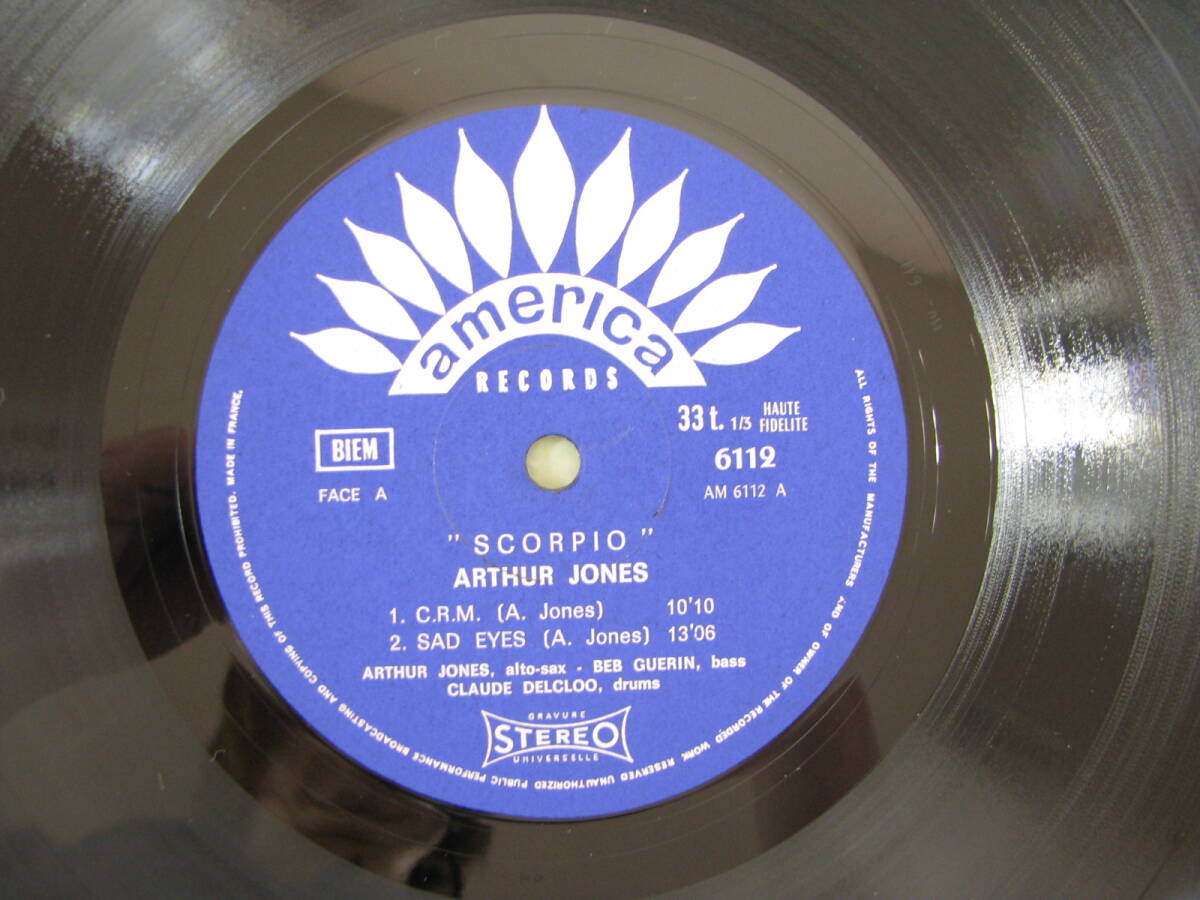 america
RECORDS
BIEM
FACE A
33 t. 1/3 HAUTE FIDELITE
6112
AM 6112 A
" SCORPIO "
ARTHUR JONES
1. C.R.M. (A. Jones) 10'10
2. SAD EYES (A. Jones) 13'06
ARTHUR JONES, alto-sax - BEB GUERIN, bass
CLAUDE DELCLOO, drums
GRAVURE
STEREO
UNIVERSELLE
ALL RIGHTS OF THE MANUFACTURERS AND OF OWNER OF THE RECORDED WORK RESERVED UNAUTHORIZED PUBLIC PERFORMANCE BROADCASTING AND COPYING OF THIS RECORD PROHIBITED. MADE IN FRANCE.